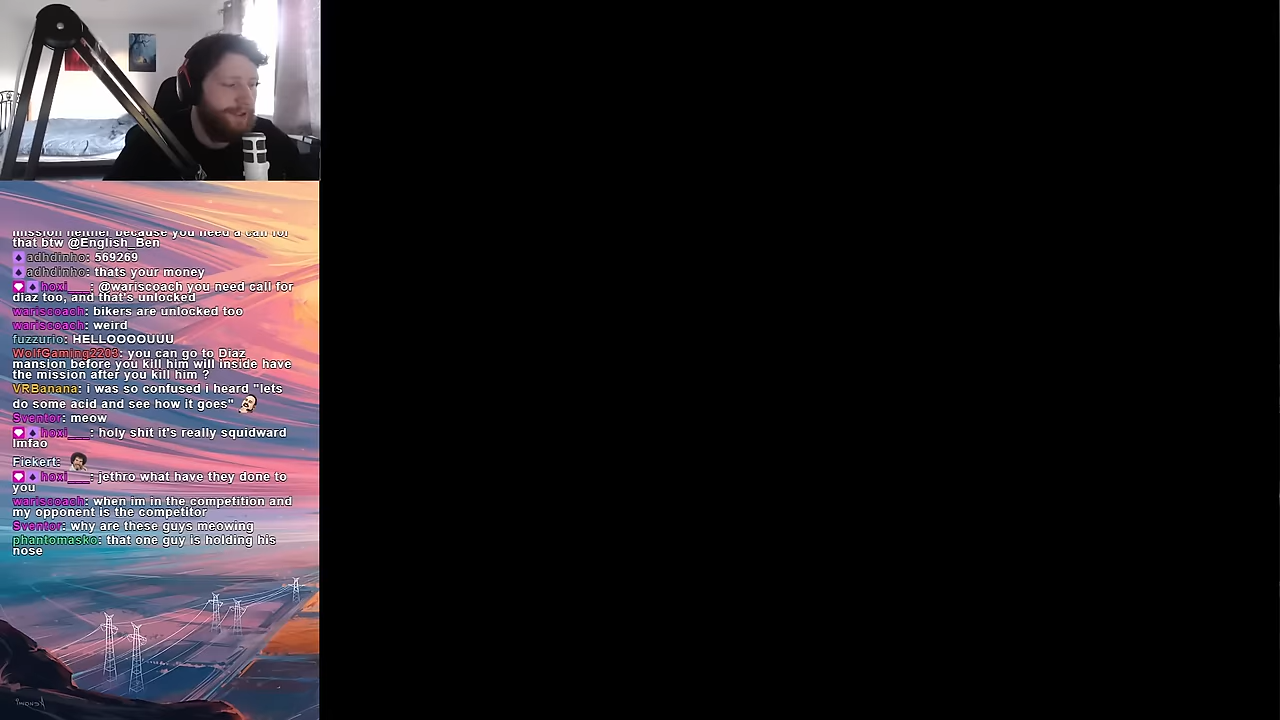 mission neither because you need a call for
that btw @English_Ben
adhdinho: 569269
adhdinho: thats your money
hoxi___: @wariscoach you need call for
diaz too, and that's unlocked
wariscoach: bikers are unlocked too
wariscoach: weird
fuzzurio: HELLOOOOUUU
WolfGaming2203: you can go to Diaz
mansion before you kill him will inside have
the mission after you kill him ?
VRBanana: i was so confused i heard "lets
do some acid and see how it goes"
Sventor: meow
hoxi___: holy shit it's really squidward
lmfao
Fiekert:
hoxi___: jethro what have they done to
you
wariscoach: when im in the competition and
my opponent is the competitor
Sventor: why are these guys meowing
phantomasko: that one guy is holding his
nose